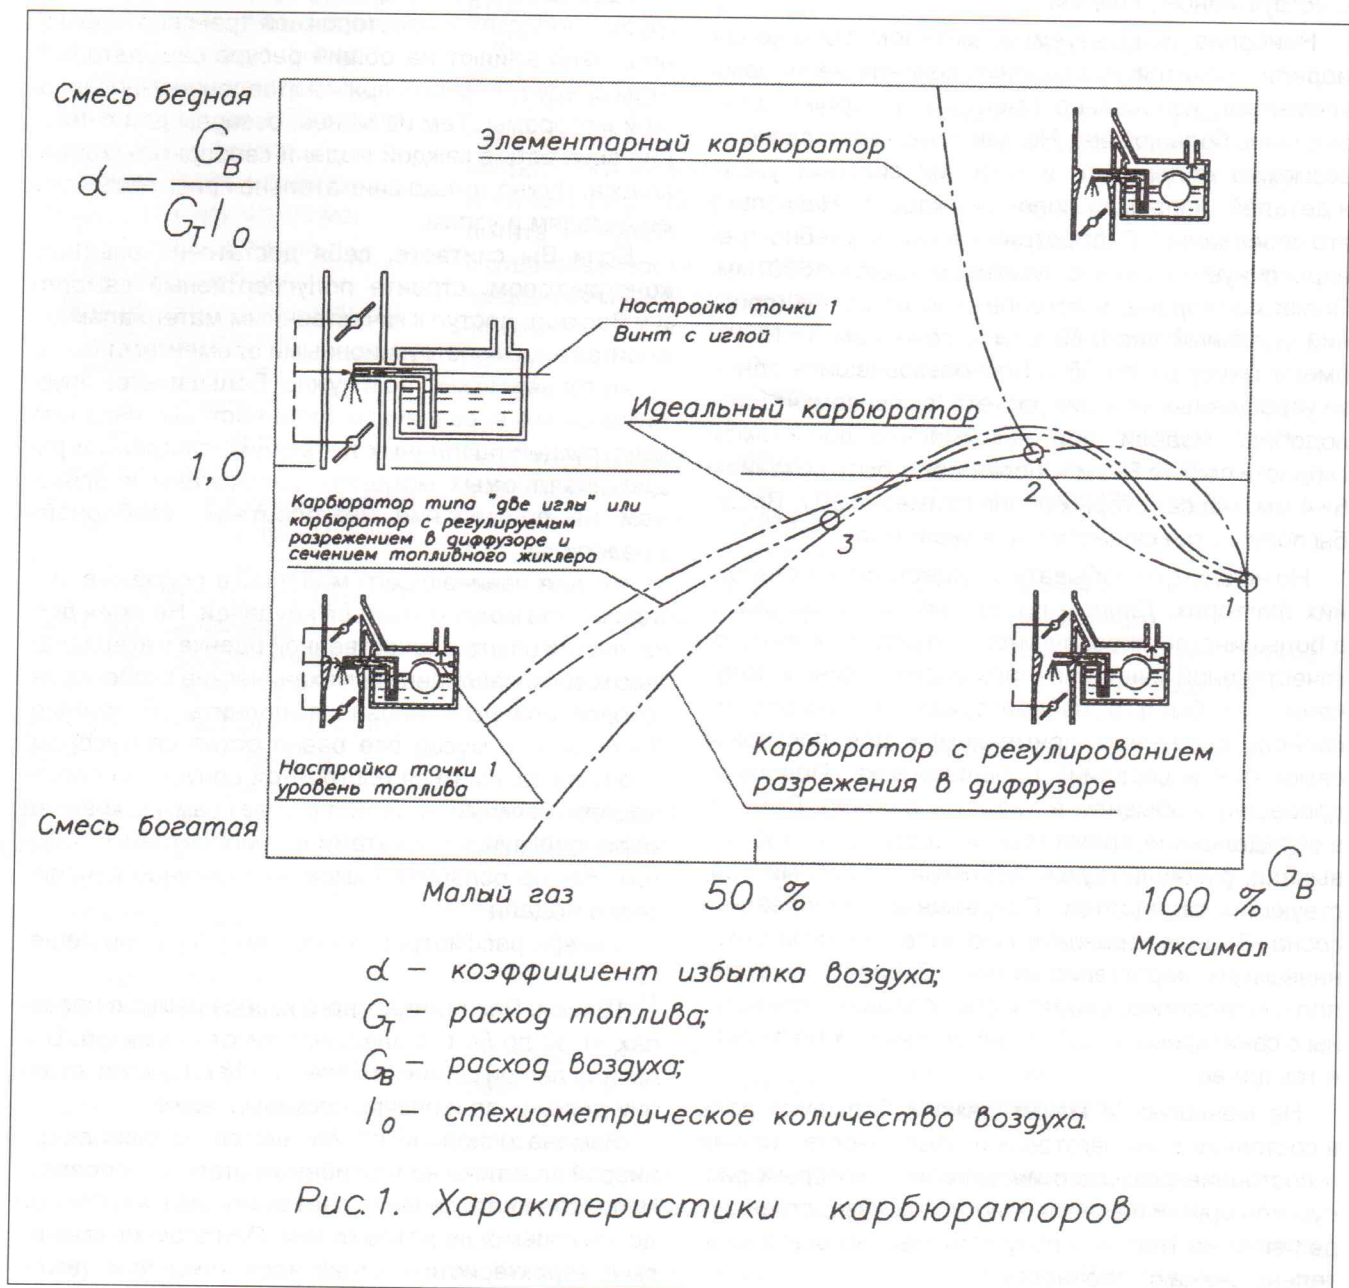 Смесь бедная
α = G_В
G_Т l_0
Элементарный карбюратор
Настройка точки 1
Винт с иглой
Идеальный карбюратор
1,0
Карбюратор типа "две иглы" или
карбюратор с регулируемым
разрежением в диффузоре и
сечением топливного жиклера
2
3
1
Настройка точки 1
уровень топлива
Карбюратор с регулированием
разрежения в диффузоре
Смесь богатая
Малый газ
50 %
100 %
G_В
Максимал
α – коэффициент избытка воздуха;
G_Т – расход топлива;
G_В – расход воздуха;
l_0 – стехиометрическое количество воздуха.
Рис.1 Характеристики карбюраторов